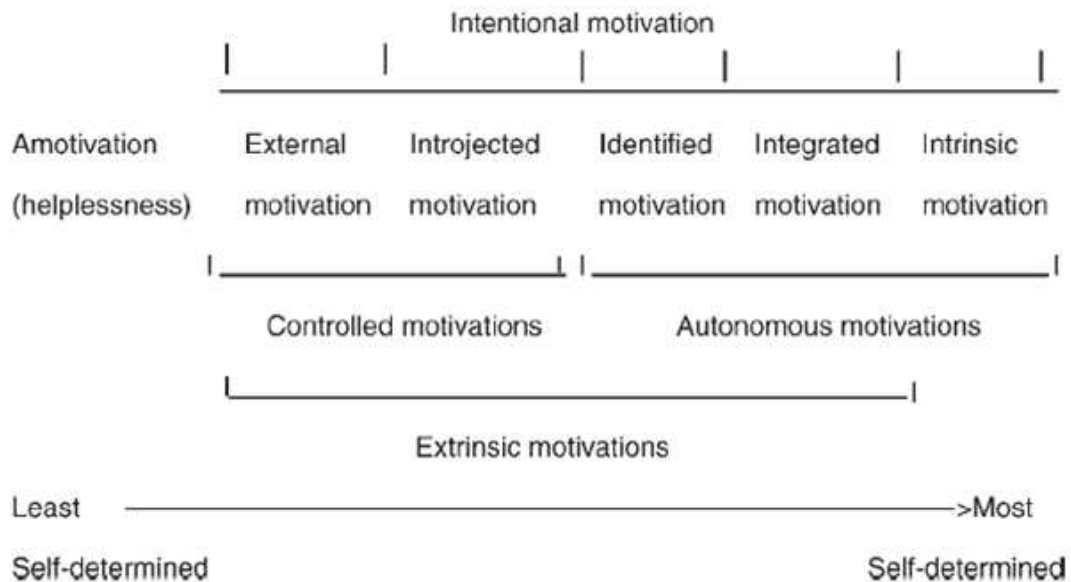 Intentional motivation
Amotivation External Introjected Identified Integrated Intrinsic
(helplessness) motivation motivation motivation motivation motivation
Controlled motivations Autonomous motivations
Extrinsic motivations
Least >Most
Self-determined Self-determined